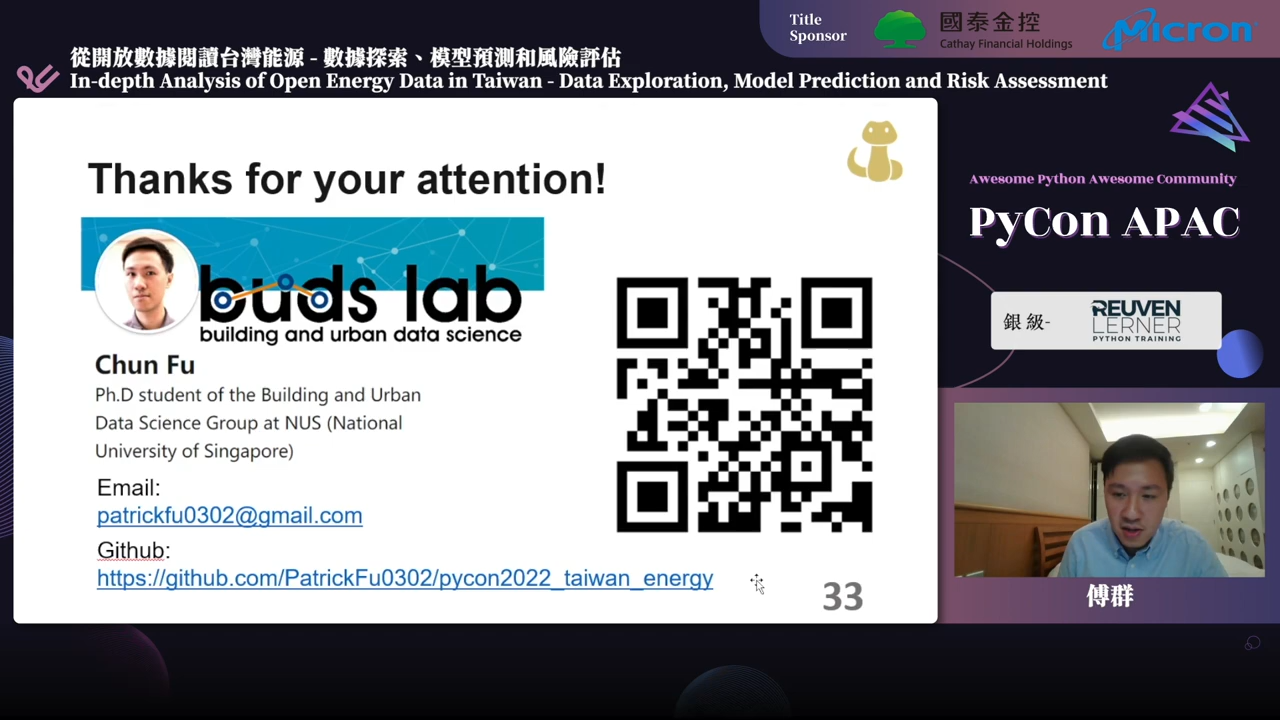 Title
Sponsor
國泰金控
Cathay Financial Holdings
Micron
從開放數據閱讀台灣能源 - 數據探索、模型預測和風險評估
In-depth Analysis of Open Energy Data in Taiwan - Data Exploration, Model Prediction and Risk Assessment
Thanks for your attention!
buds lab
building and urban data science
Chun Fu
Ph.D student of the Building and Urban
Data Science Group at NUS (National
University of Singapore)
Email:
patrickfu0302@gmail.com
Github:
https://github.com/PatrickFu0302/pycon2022_taiwan_energy
33
Awesome Python Awesome Community
PyCon APAC
銀級-
REUVEN
LERNER
PYTHON TRAINING
傅群